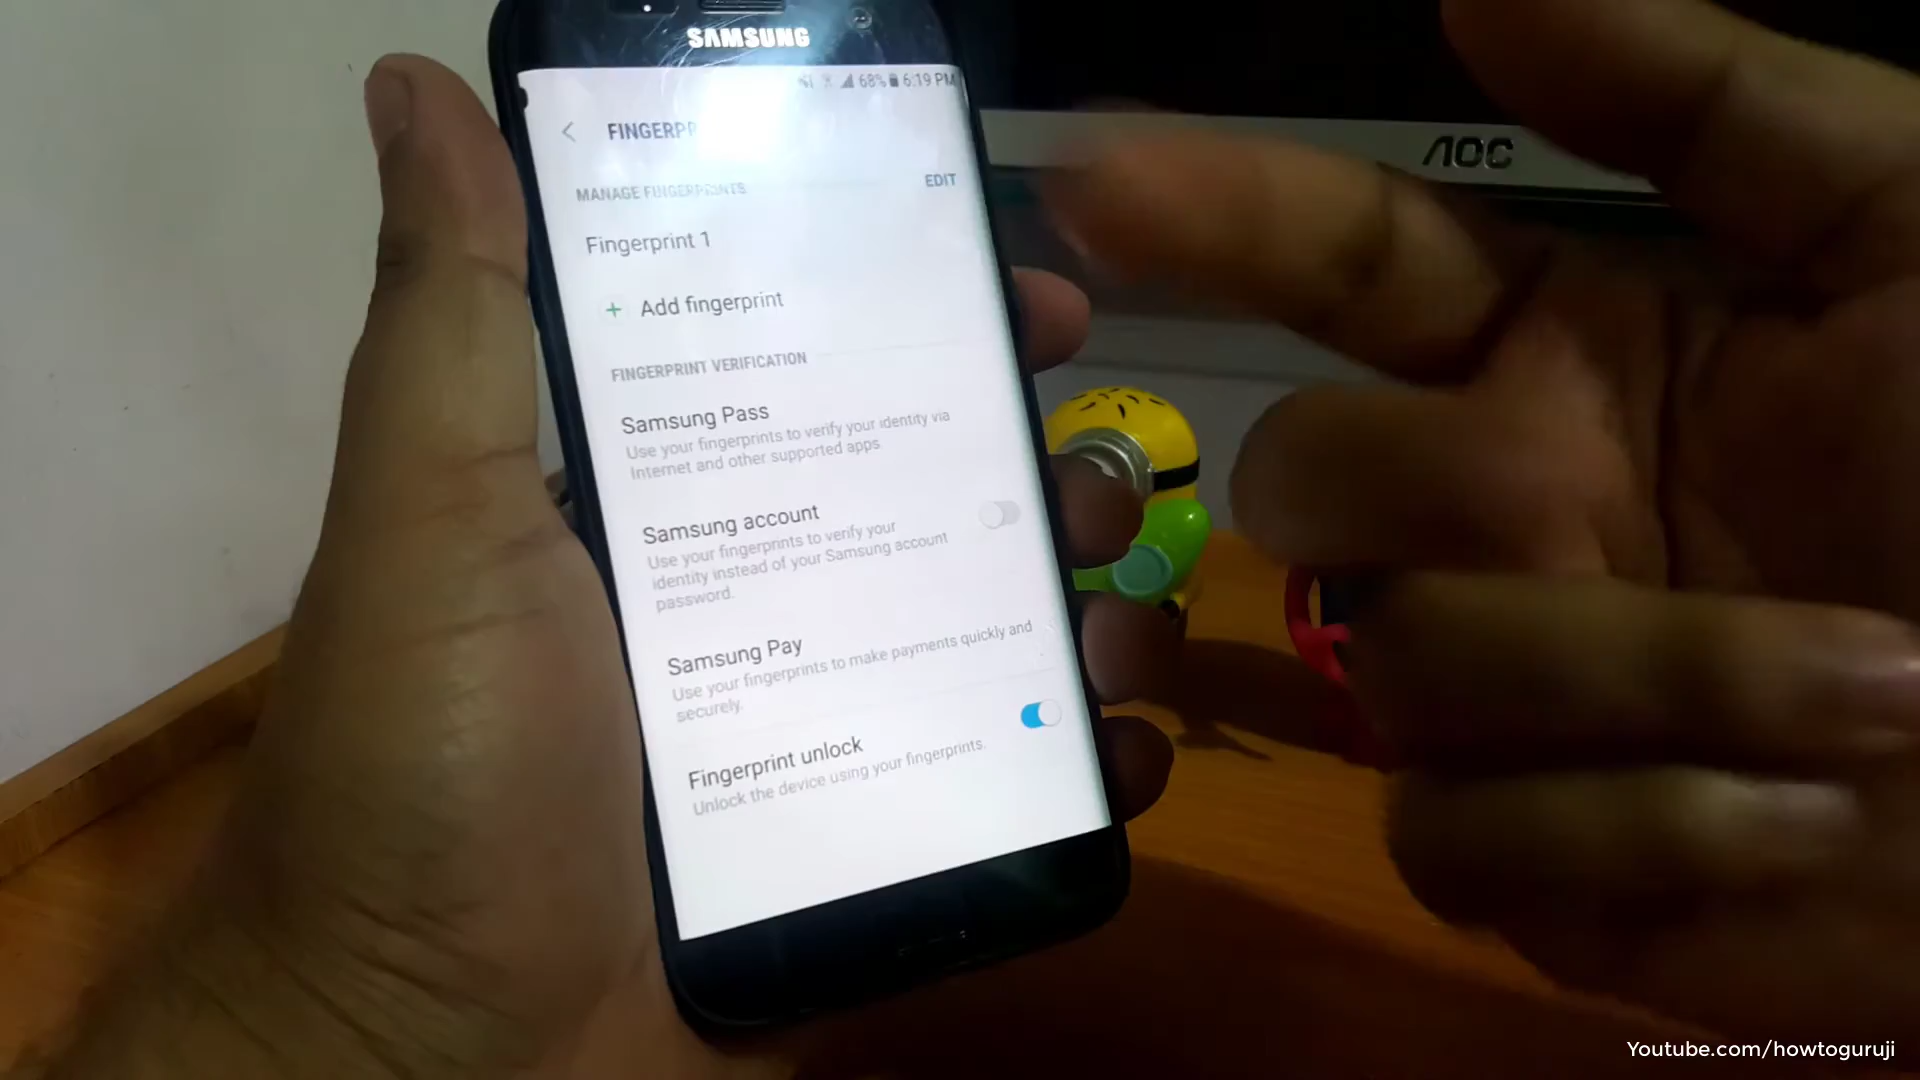 SAMSUNG
68% 6:19 PM
MANAGE FINGERPRINTS
EDIT
Fingerprint 1
+ Add fingerprint
FINGERPRINT VERIFICATION
Samsung Pass
Use your fingerprints to verify your identity via
Internet and other supported apps
Samsung account
Use your fingerprints to verify your
identity instead of your Samsung account
password.
Samsung Pay
Use your fingerprints to make payments quickly and
securely.
Fingerprint unlock
Unlock the device using your fingerprints.
AOC
Youtube.com/howtoguruji